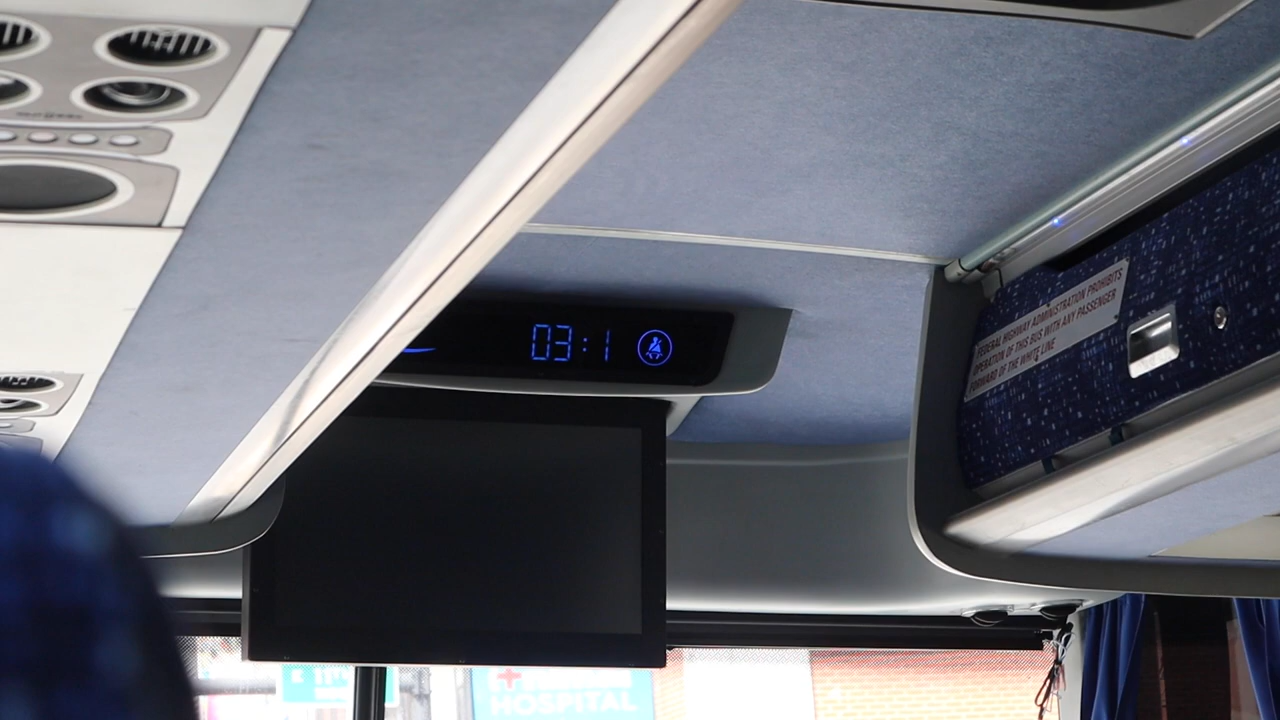 03:1
FEDERAL HIGHWAY ADMINISTRATION PROHIBITS
OPERATION OF THIS BUS WITH ANY PASSENGER
FORWARD OF THE WHITE LINE
HOSPITAL